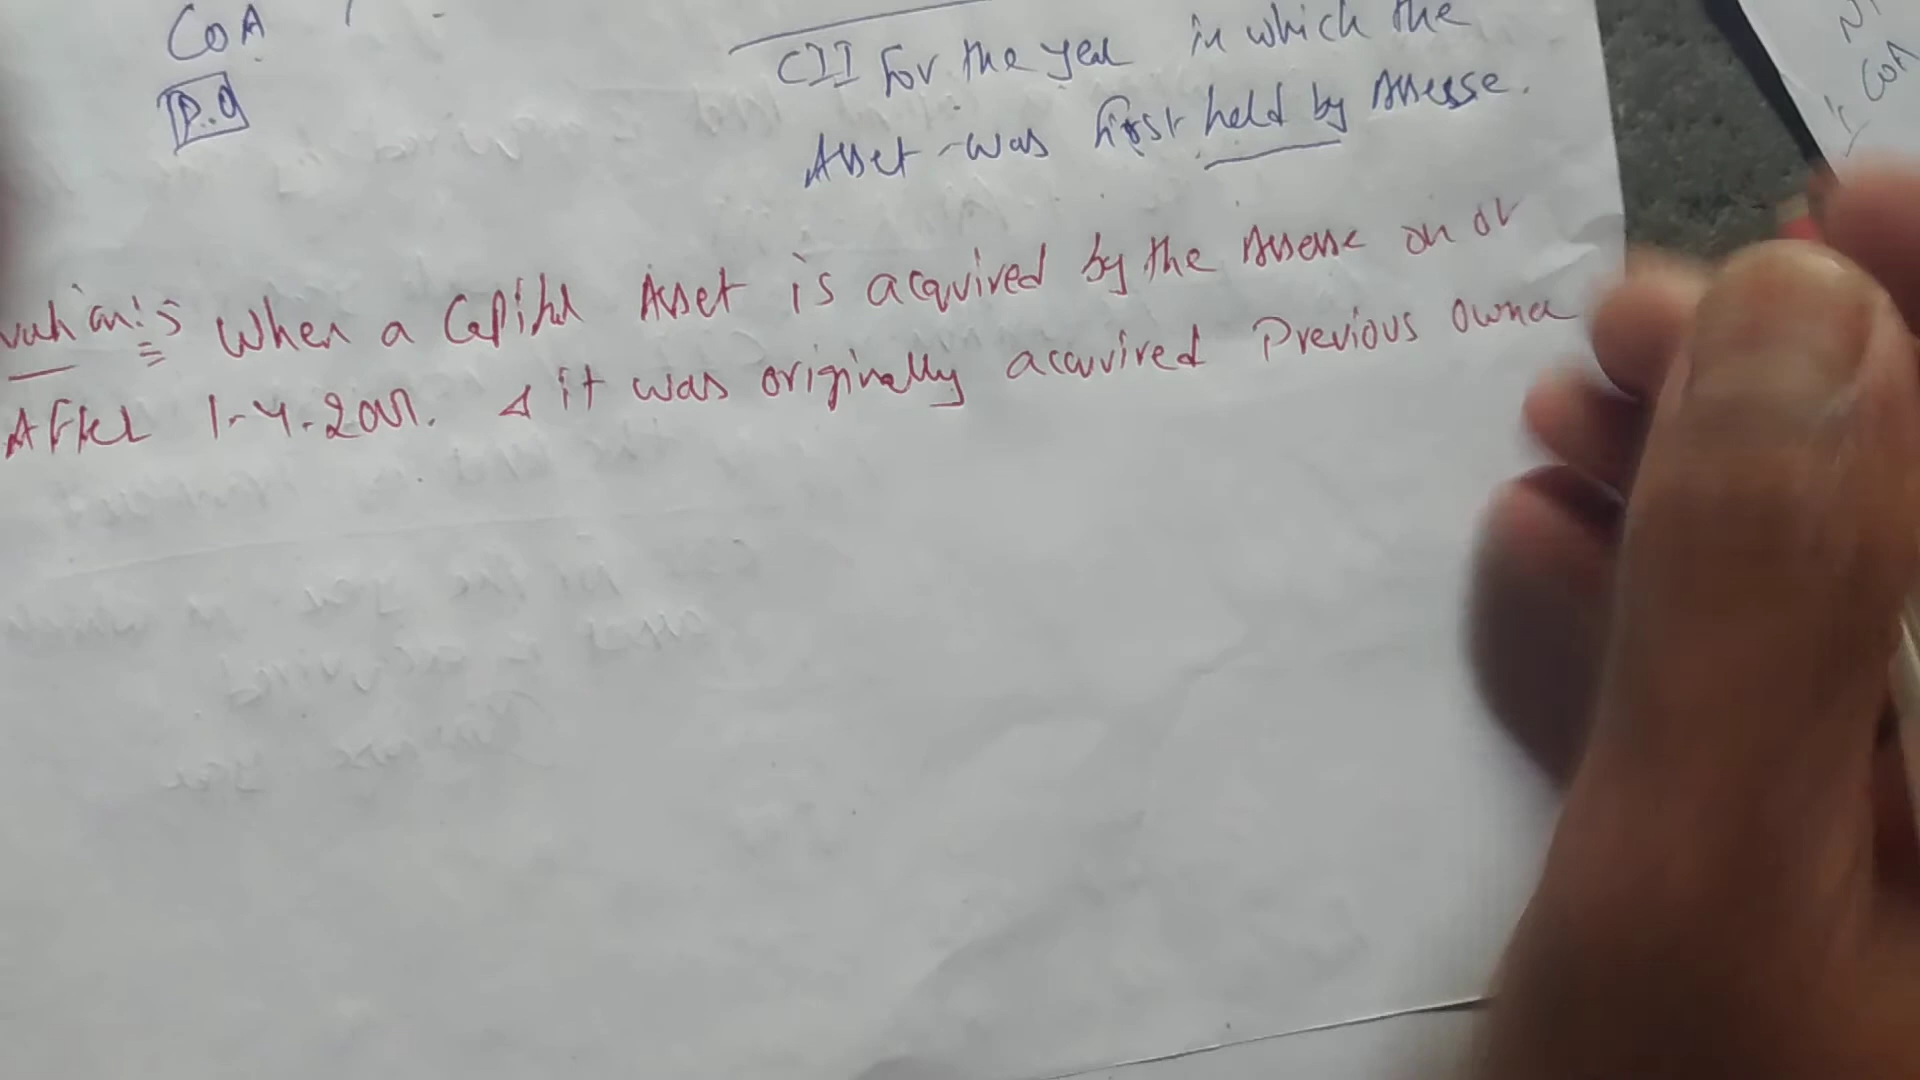 COA
P.O
CII For the year in which the
Asset was first held by Assesse.
When a Capital Asset is acquired by the Assesse on or
After 1-4-2001. & it was originally acquired Previous Owner
COA